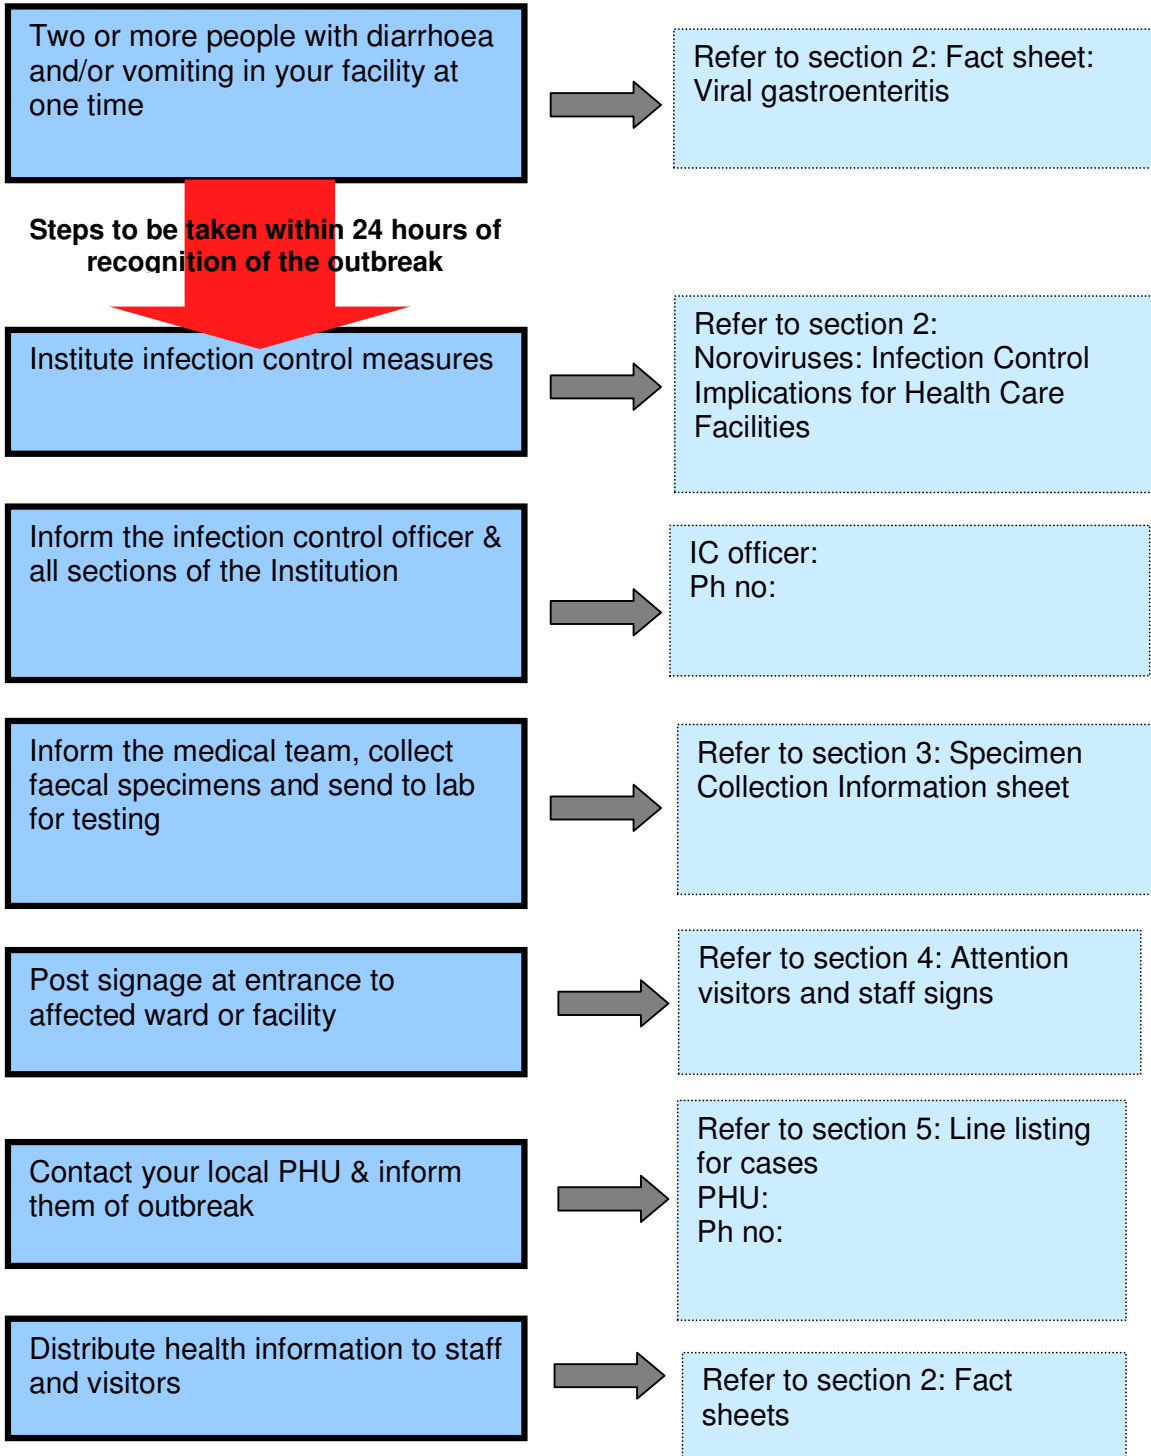 Two or more people with diarrhoea
and/or vomiting in your facility at
one time
Refer to section 2: Fact sheet:
Viral gastroenteritis
Steps to be taken within 24 hours of
recognition of the outbreak
Institute infection control measures
Refer to section 2:
Noroviruses: Infection Control
Implications for Health Care
Facilities
Inform the infection control officer &
all sections of the Institution
IC officer:
Ph no:
Inform the medical team, collect
faecal specimens and send to lab
for testing
Refer to section 3: Specimen
Collection Information sheet
Post signage at entrance to
affected ward or facility
Refer to section 4: Attention
visitors and staff signs
Contact your local PHU & inform
them of outbreak
Refer to section 5: Line listing
for cases
PHU:
Ph no:
Distribute health information to staff
and visitors
Refer to section 2: Fact
sheets